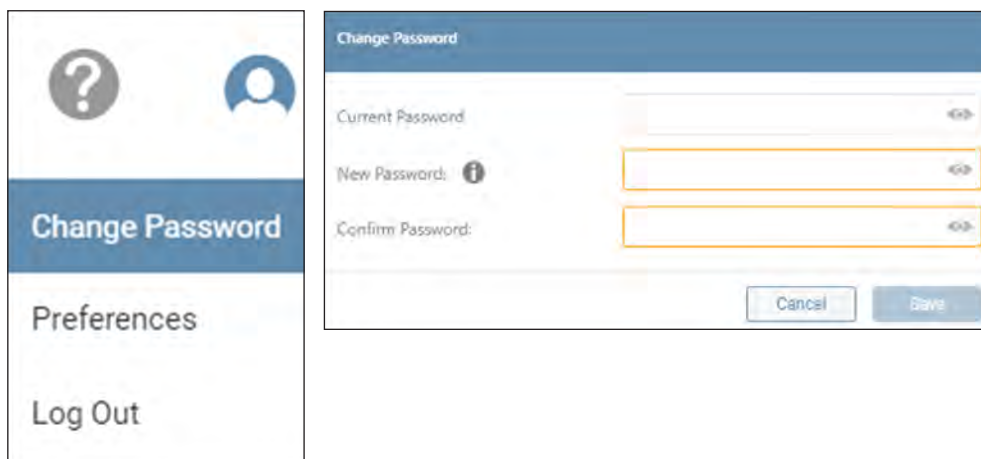 ?
Change Password
Preferences
Log Out
Change Password
Current Password
New Password: i
Confirm Password:
Cancel
Save